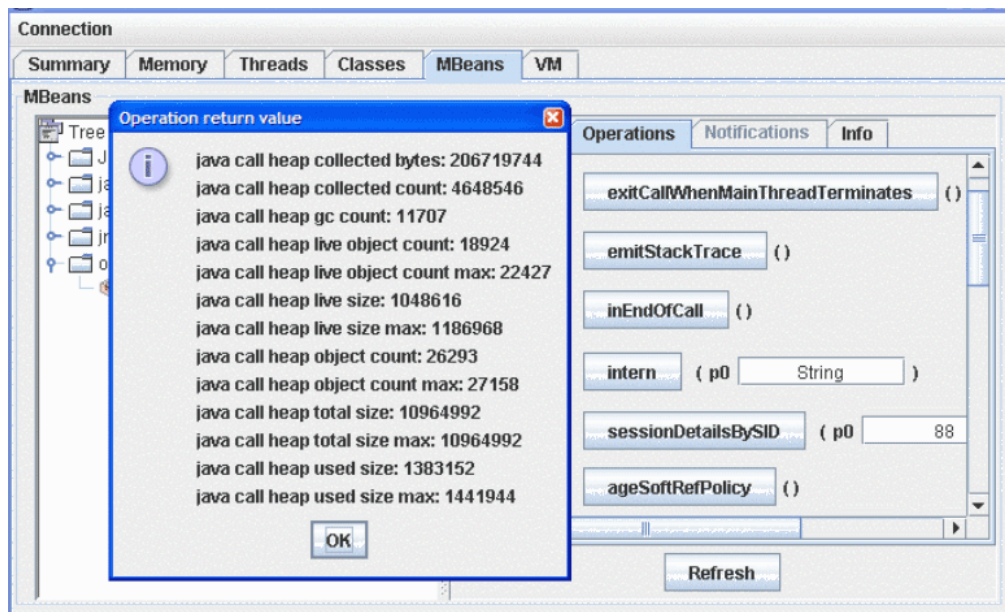 Connection
Summary Memory Threads Classes MBeans VM
MBeans
Operation return value
Tree
J
ja
ja
jr
o
java call heap collected bytes: 206719744
java call heap collected count: 4648546
java call heap gc count: 11707
java call heap live object count: 18924
java call heap live object count max: 22427
java call heap live size: 1048616
java call heap live size max: 1186968
java call heap object count: 26293
java call heap object count max: 27158
java call heap total size: 10964992
java call heap total size max: 10964992
java call heap used size: 1383152
java call heap used size max: 1441944
OK
Operations Notifications Info
exitCallWhenMainThreadTerminates ()
emitStackTrace ()
inEndOfCall ()
intern ( p0 String )
sessionDetailsBySID ( p0 88
ageSoftRefPolicy ()
Refresh